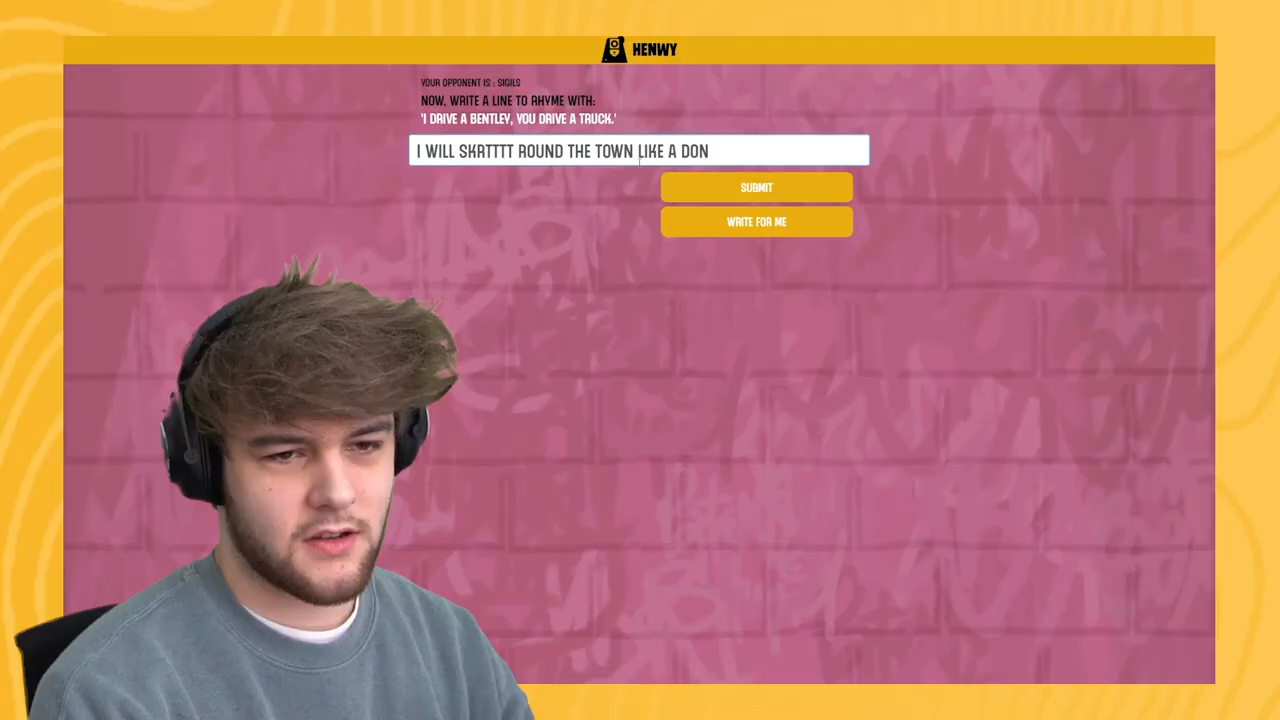 HENWY
YOUR OPPONENT IS : SIGILS
NOW, WRITE A LINE TO RHYME WITH:
'I DRIVE A BENTLEY, YOU DRIVE A TRUCK.'
I WILL SKRTTTT ROUND THE TOWN LIKE A DON
SUBMIT
WRITE FOR ME